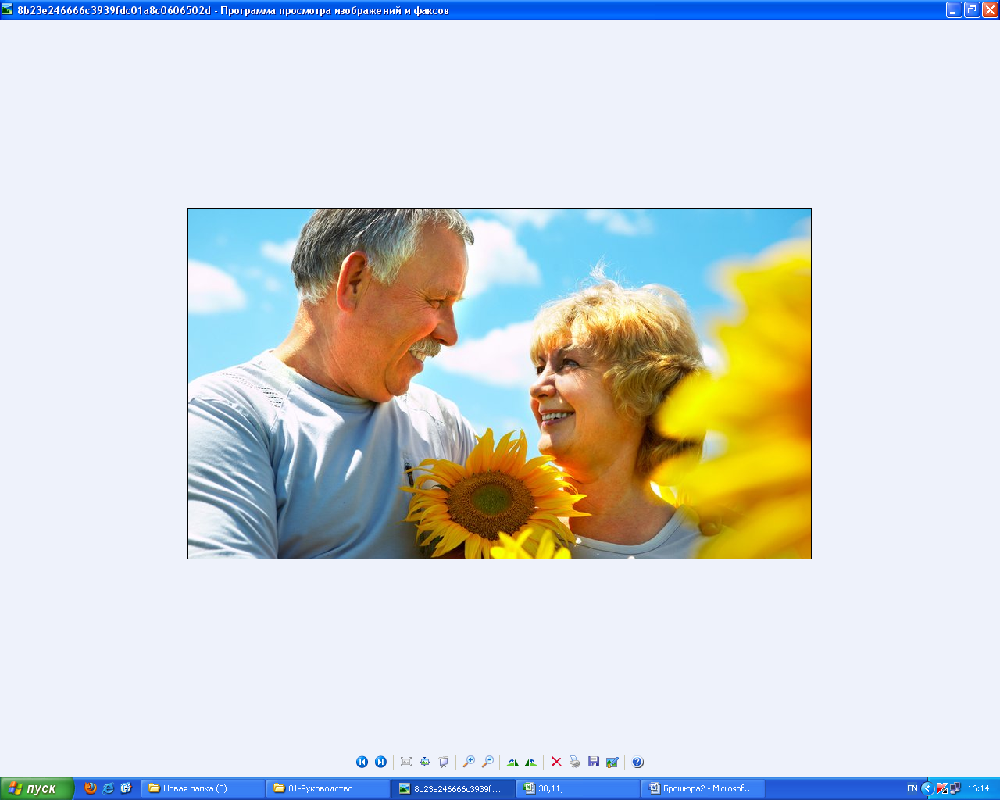 8b23e246666c3939fdc01a8c0606502d - Программа просмотра изображений и факсов
пуск
Новая папка (3)
01-Руководство
8b23e246666c3939f...
30,11,
Брошюра2 - Microsof...
EN
16:14